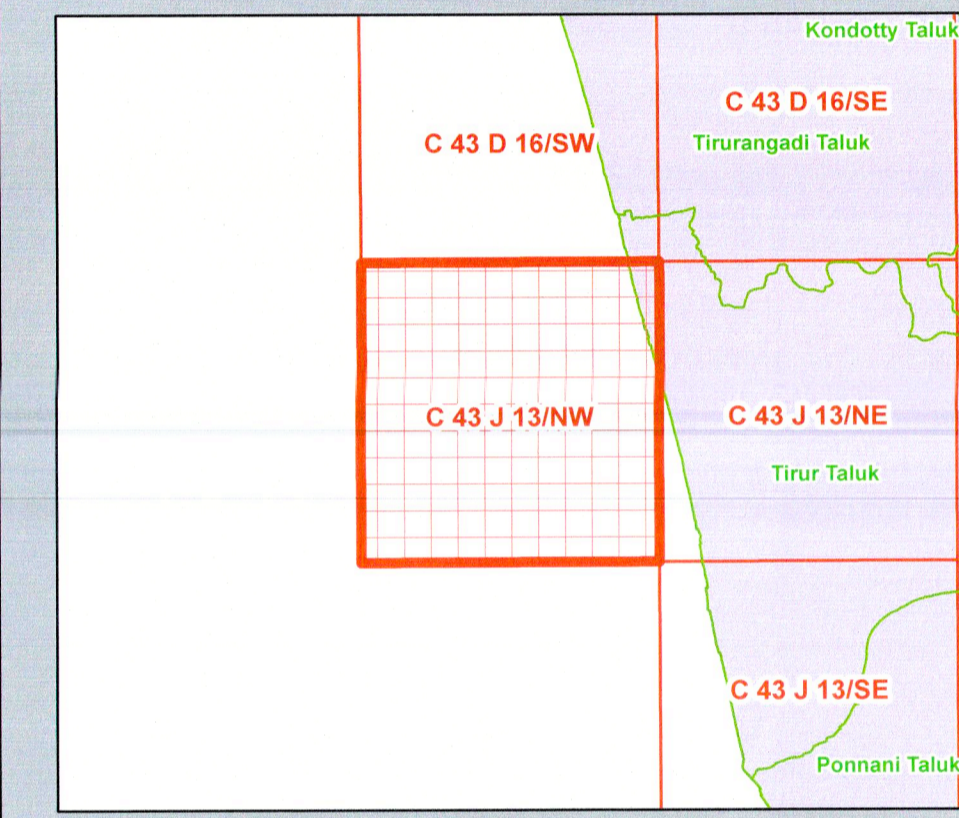 Kondotty Taluk
C 43 D 16/SE
C 43 D 16/SW
Tirurangadi Taluk
C 43 J 13/NW
C 43 J 13/NE
Tirur Taluk
C 43 J 13/SE
Ponnani Taluk